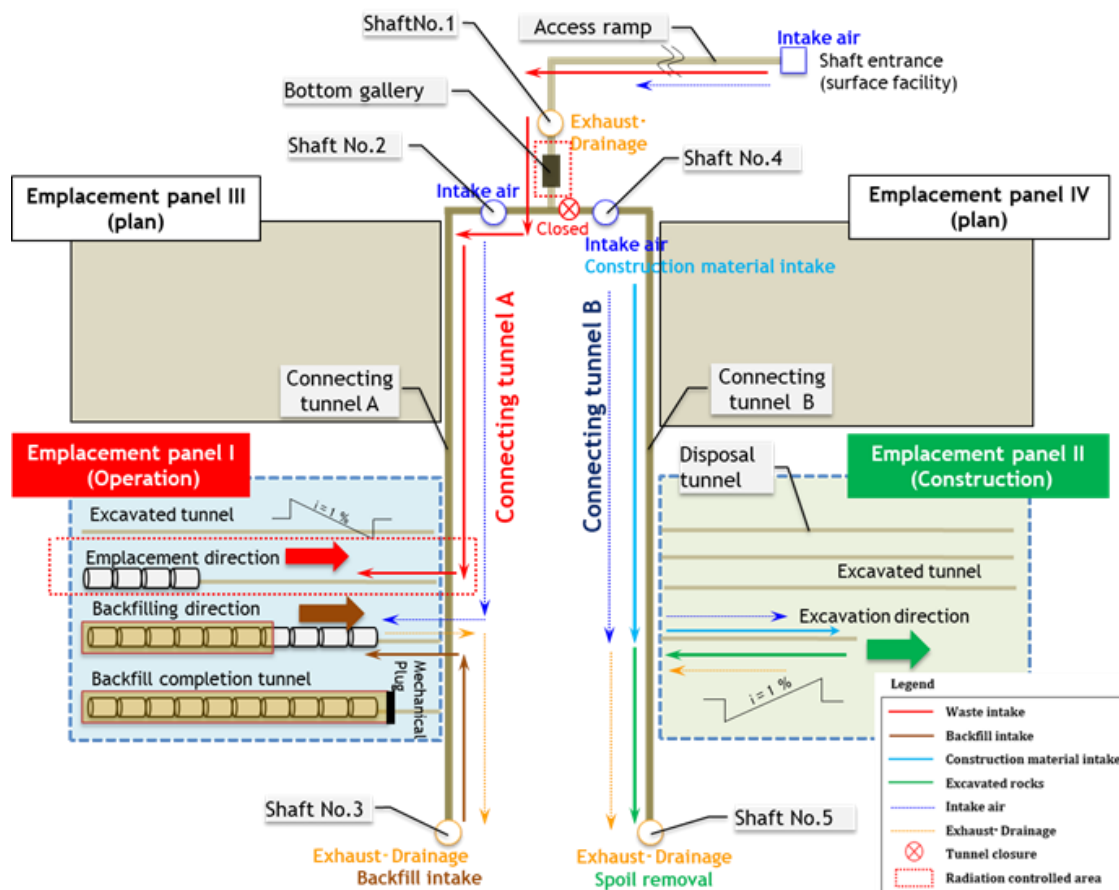 ShaftNo.1
Access ramp
Intake air
Shaft entrance
(surface facility)
Bottom gallery
Exhaust･
Drainage
Shaft No.2
Shaft No.4
Intake air
Closed
Intake air
Construction material intake
Emplacement panel III
(plan)
Emplacement panel IV
(plan)
Connecting tunnel A
Connecting tunnel B
Connecting
tunnel A
Connecting
tunnel B
Emplacement panel I
(Operation)
Disposal
tunnel
Emplacement panel II
(Construction)
Excavated tunnel
i=1 %
Emplacement direction
Backfilling direction
Backfill completion tunnel
Mechanical
Plug
Excavated tunnel
Excavation direction
i=1 %
Shaft No.3
Exhaust･Drainage
Backfill intake
Shaft No.5
Exhaust･Drainage
Spoil removal
Legend
Waste intake
Backfill intake
Construction material intake
Excavated rocks
Intake air
Exhaust･Drainage
Tunnel closure
Radiation controlled area